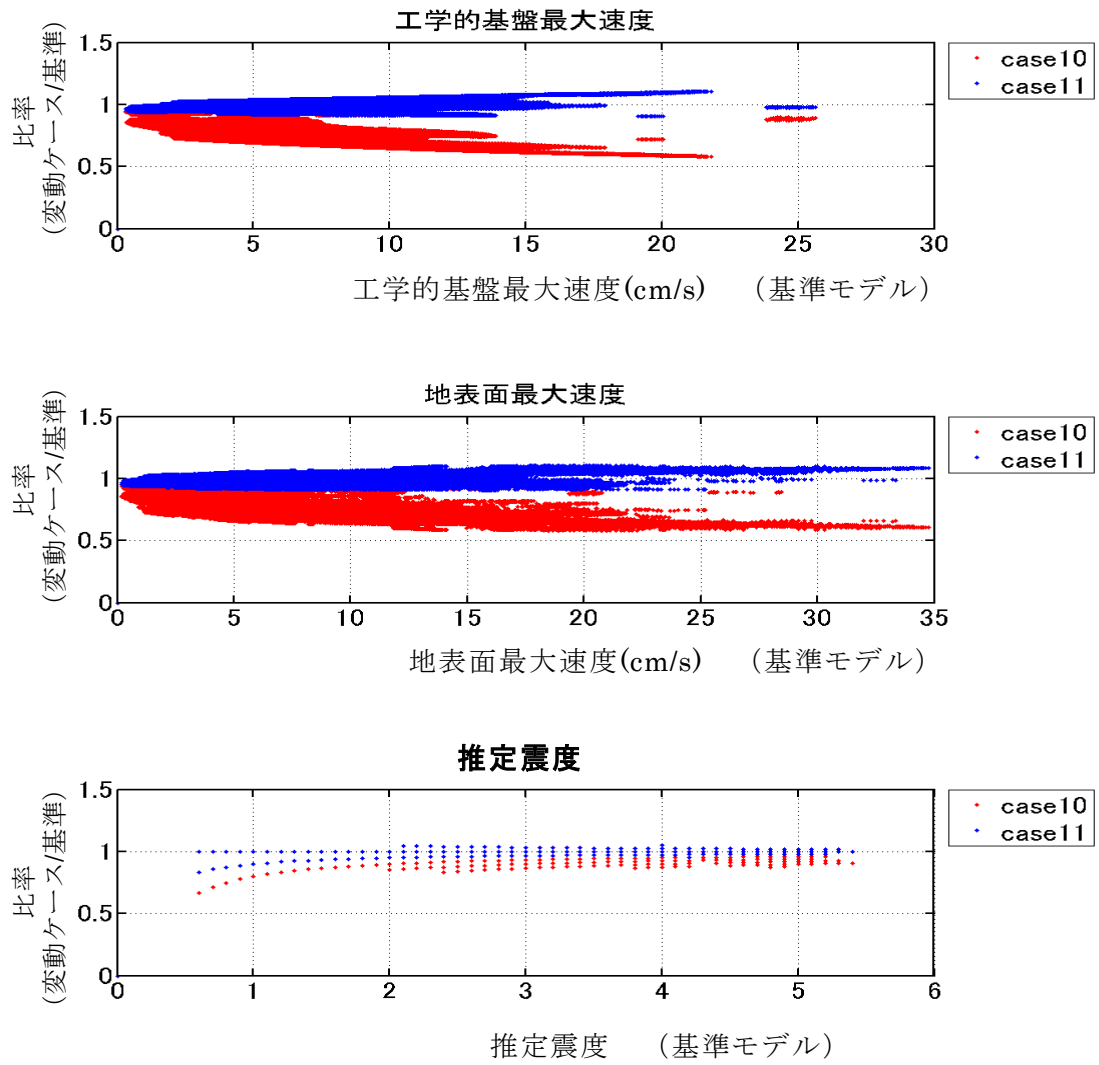 工学的基盤最大速度
1.5
1
0.5
0
比率
(変動ケース/基準)
0 5 10 15 20 25 30
case10
case11
工学的基盤最大速度(cm/s) （基準モデル）
地表面最大速度
1.5
1
0.5
0
比率
(変動ケース/基準)
0 5 10 15 20 25 30 35
case10
case11
地表面最大速度(cm/s) （基準モデル）
推定震度
1.5
1
0.5
0
比率
(変動ケース/基準)
0 1 2 3 4 5 6
case10
case11
推定震度 （基準モデル）